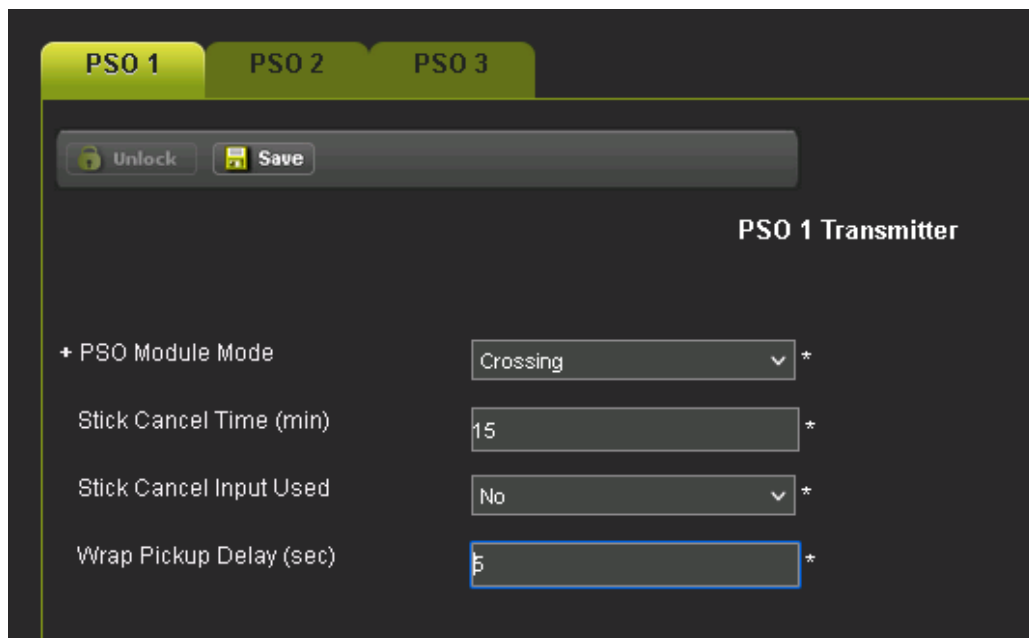 PSO 1 PSO 2 PSO 3
Unlock Save
PSO 1 Transmitter
+ PSO Module Mode Crossing *
Stick Cancel Time (min) 15 *
Stick Cancel Input Used No *
Wrap Pickup Delay (sec) 5 *